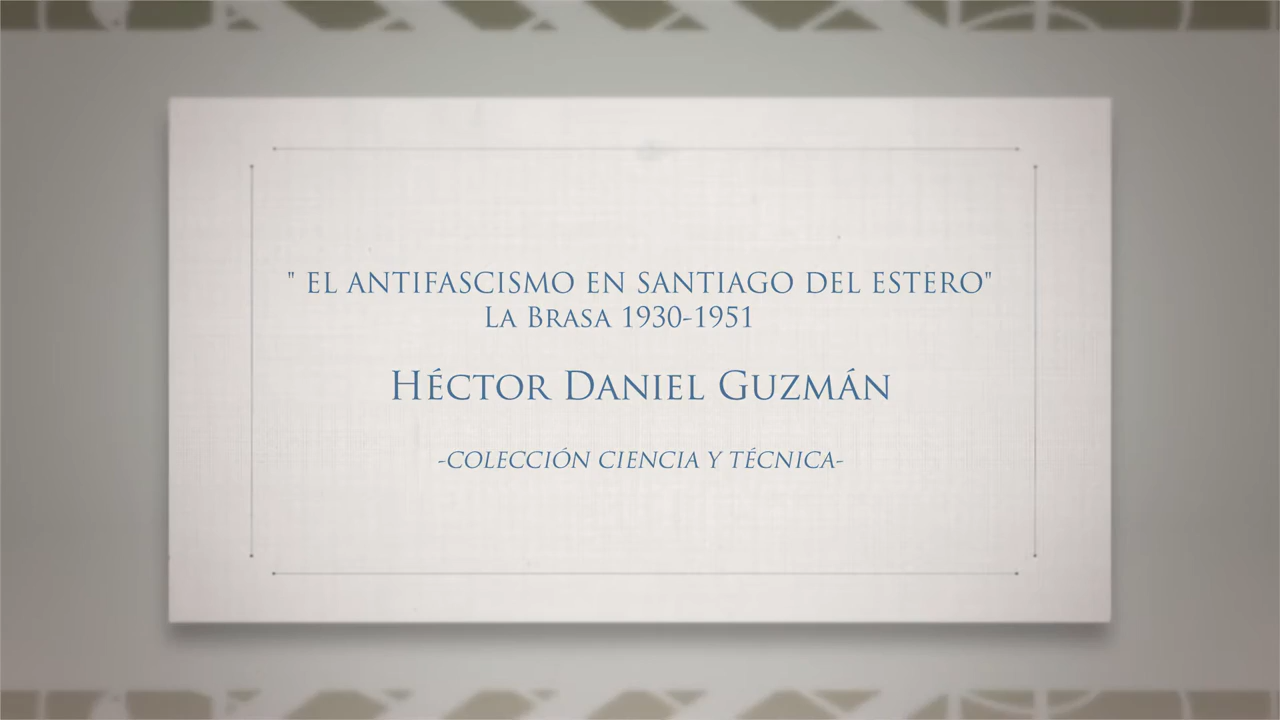 " EL ANTIFASCISMO EN SANTIAGO DEL ESTERO"
LA BRASA 1930-1951
HÉCTOR DANIEL GUZMÁN
-COLECCIÓN CIENCIA Y TÉCNICA-